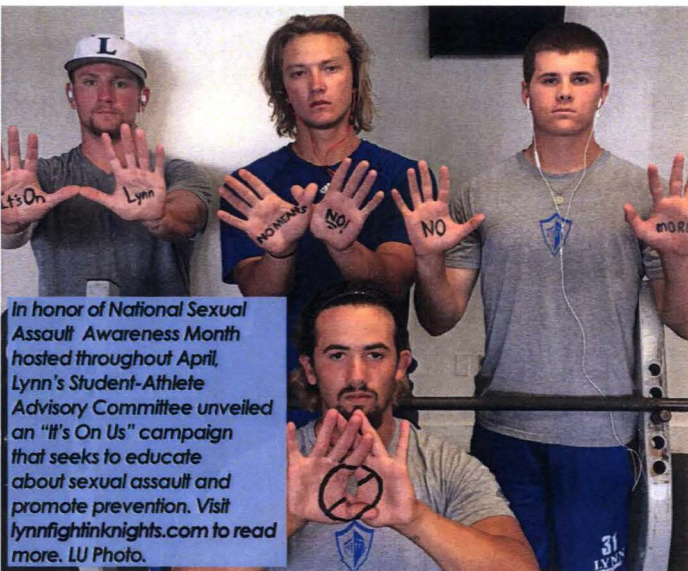 L
It's On
Lynn
NO MEANS
NO!
NO
MORE
In honor of National Sexual
Assault Awareness Month
hosted throughout April,
Lynn's Student-Athlete
Advisory Committee unveiled
an "It's On Us" campaign
that seeks to educate
about sexual assault and
promote prevention. Visit
lynnfightinknights.com to read
more. LU Photo.
31
LYNN